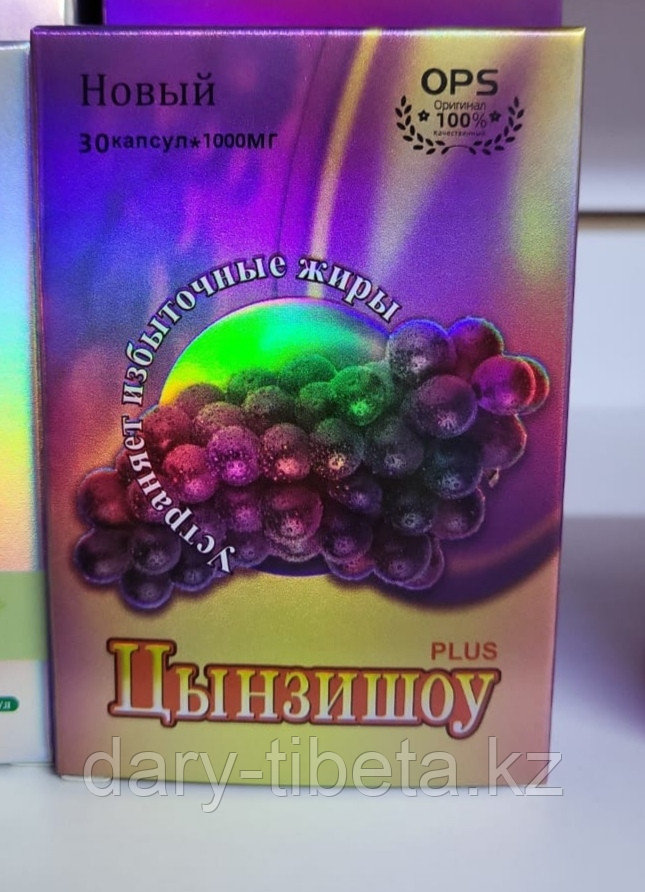 Новый
30капсул*1000МГ
OPS
Оригинал
100%
Качественный
Устраняет избыточные жиры
PLUS
Цынзишоу
dary-tibeta.kz